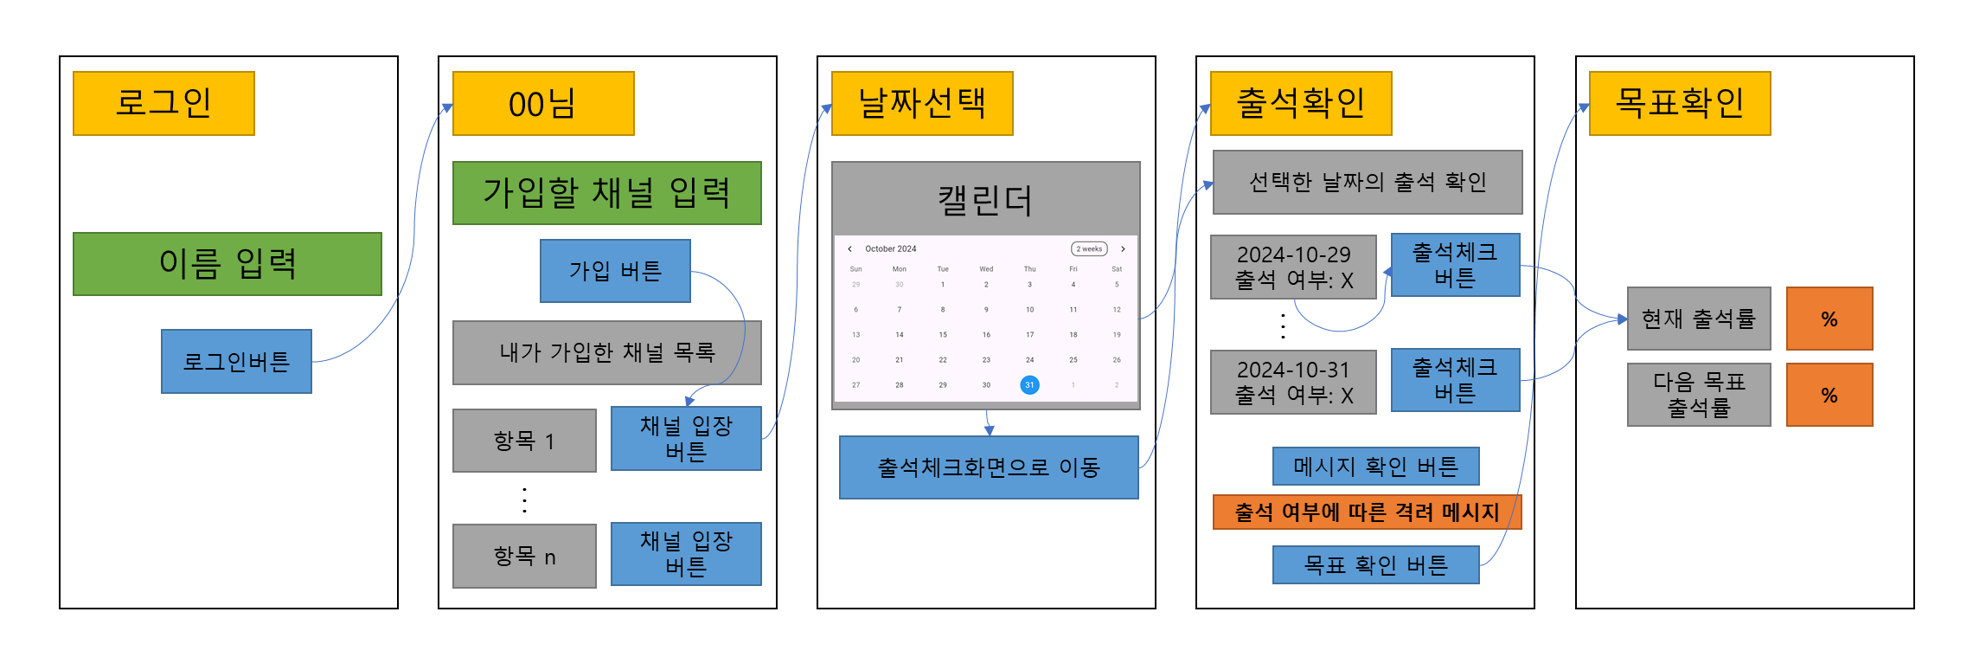 로그인
이름 입력
로그인버튼
00님
가입할 채널 입력
가입 버튼
내가 가입한 채널 목록
항목 1
채널 입장
버튼
⋮
항목 n
채널 입장
버튼
날짜선택
캘린더
October 2024
2 weeks
Sun Mon Tue Wed Thu Fri Sat
29 30 1 2 3 4 5
6 7 8 9 10 11 12
13 14 15 16 17 18 19
20 21 22 23 24 25 26
27 28 29 30 31 1 2
출석체크화면으로 이동
출석확인
선택한 날짜의 출석 확인
2024-10-29
출석 여부: X
출석체크
버튼
⋮
2024-10-31
출석 여부: X
출석체크
버튼
메시지 확인 버튼
출석 여부에 따른 격려 메시지
목표 확인 버튼
목표확인
현재 출석률
%
다음 목표
출석률
%